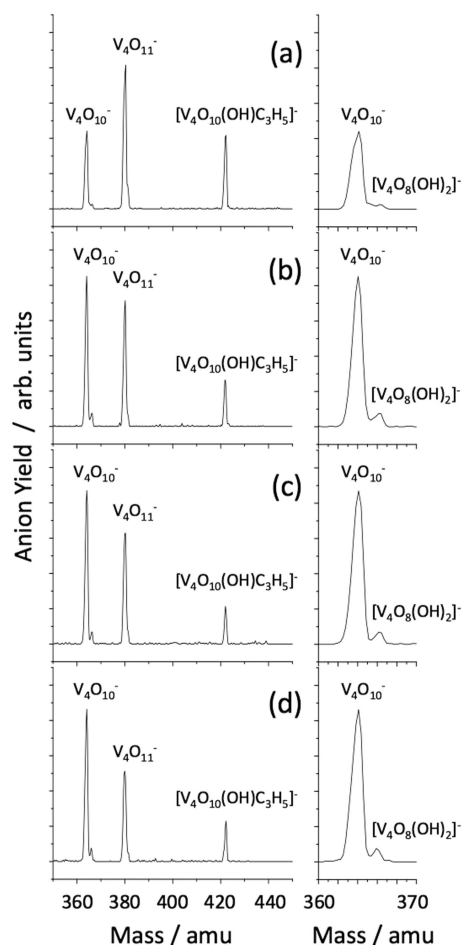 (a)
V₄O₁₁⁻
V₄O₁₀⁻
[V₄O₁₀(OH)C₃H₅]⁻
V₄O₁₀⁻
[V₄O₈(OH)₂]⁻
(b)
V₄O₁₀⁻
V₄O₁₁⁻
[V₄O₁₀(OH)C₃H₅]⁻
V₄O₁₀⁻
[V₄O₈(OH)₂]⁻
(c)
V₄O₁₀⁻
V₄O₁₁⁻
[V₄O₁₀(OH)C₃H₅]⁻
V₄O₁₀⁻
[V₄O₈(OH)₂]⁻
(d)
V₄O₁₀⁻
V₄O₁₁⁻
[V₄O₁₀(OH)C₃H₅]⁻
V₄O₁₀⁻
[V₄O₈(OH)₂]⁻
Anion Yield / arb. units
360 380 400 420 440
360 370
Mass / amu
Mass / amu